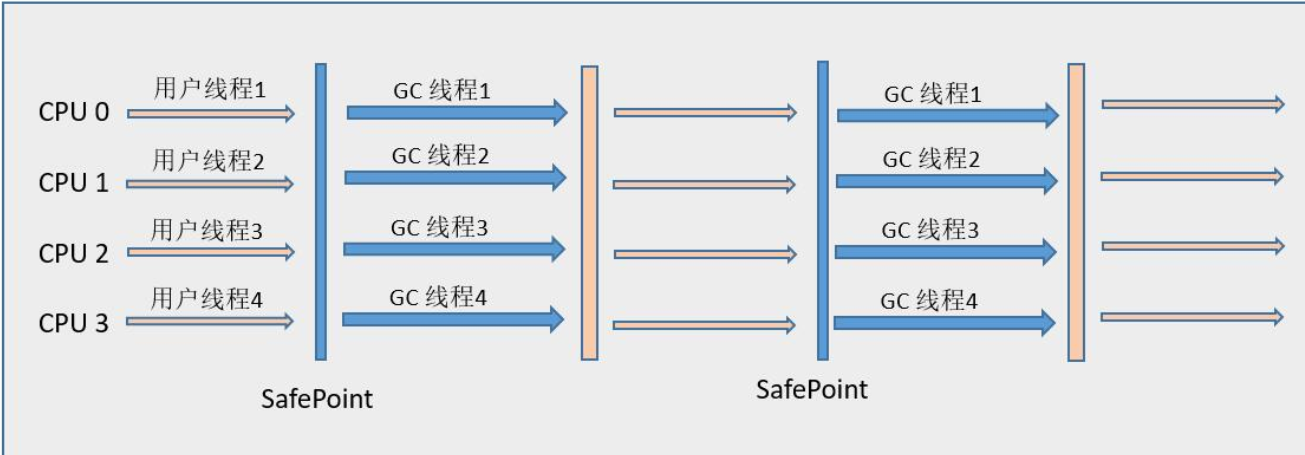 用户线程1
GC 线程1
GC 线程1
CPU 0
用户线程2
GC 线程2
GC 线程2
CPU 1
用户线程3
GC 线程3
GC 线程3
CPU 2
用户线程4
GC 线程4
GC 线程4
CPU 3
SafePoint
SafePoint